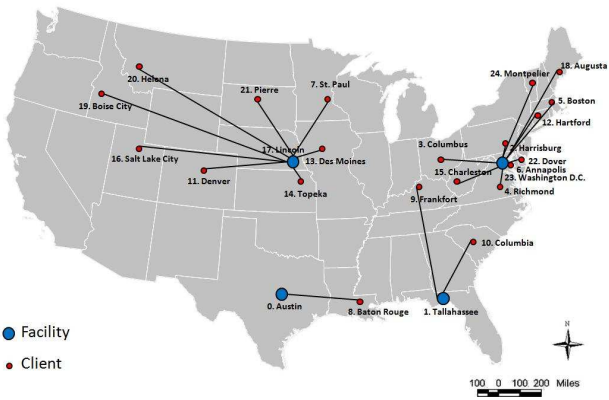 18. Augusta
24. Montpelier
20. Helena
21. Pierre
7. St. Paul
5. Boston
19. Boise City
12. Hartford
3. Columbus
2. Harrisburg
17. Lincoln
16. Salt Lake City
13. Des Moines
22. Dover
15. Charleston
6. Annapolis
11. Denver
23. Washington D.C.
14. Topeka
4. Richmond
9. Frankfort
10. Columbia
0. Austin
8. Baton Rouge
1. Tallahassee
Facility
Client
N
100 0 100 200 Miles